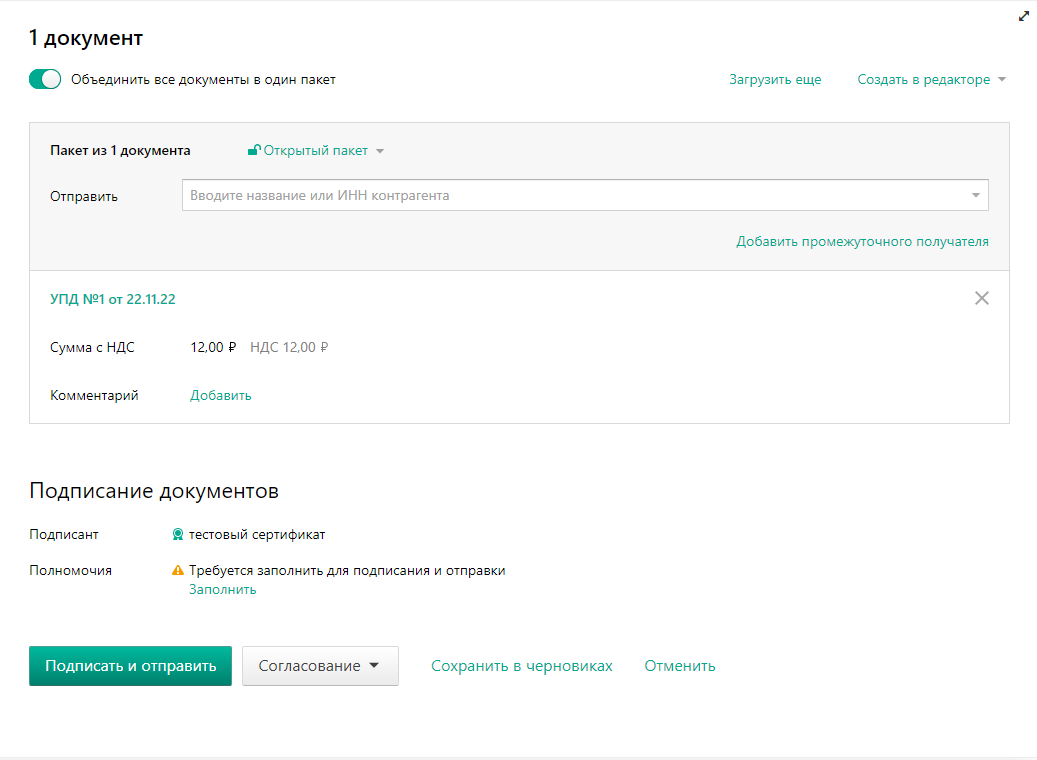 1 документ
Объединить все документы в один пакет
Загрузить еще
Создать в редакторе
Пакет из 1 документа
Открытый пакет
Отправить
Вводите название или ИНН контрагента
Добавить промежуточного получателя
УПД №1 от 22.11.22
Сумма с НДС
12,00 ₽ НДС 12,00 ₽
Комментарий
Добавить
Подписание документов
Подписант
тестовый сертификат
Полномочия
Требуется заполнить для подписания и отправки
Заполнить
Подписать и отправить
Согласование
Сохранить в черновиках
Отменить